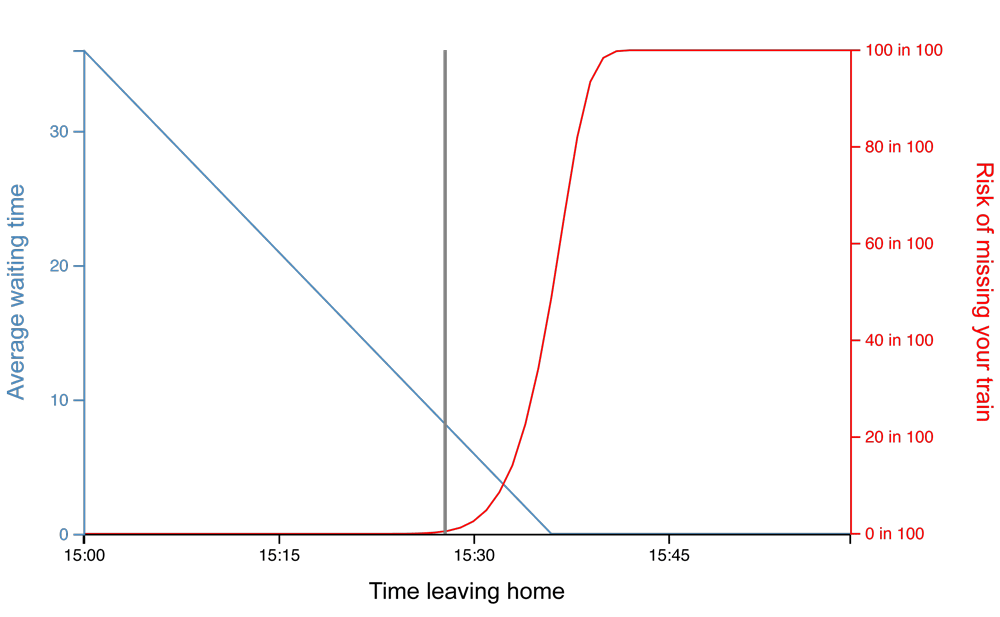 Average waiting time
30
20
10
0
100 in 100
80 in 100
60 in 100
40 in 100
20 in 100
0 in 100
Risk of missing your train
15:00
15:15
15:30
15:45
Time leaving home